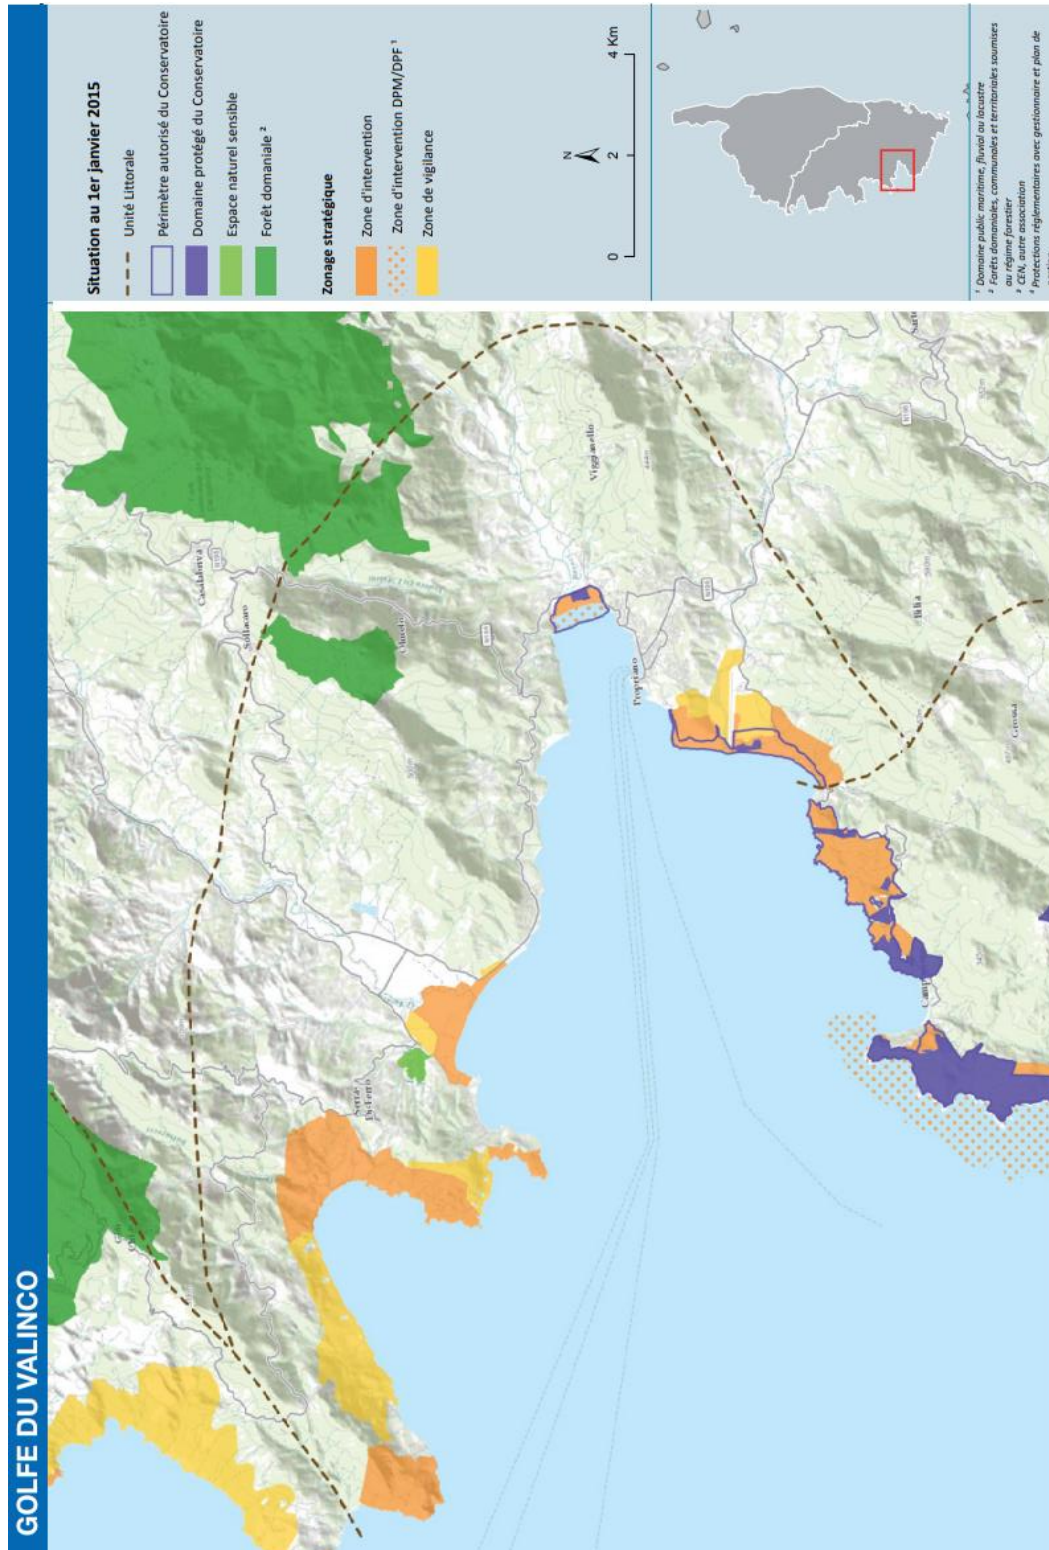 GOLFE DU VALINCO
Situation au 1er janvier 2015
Unité Littorale
Périmètre autorisé du Conservatoire
Domaine protégé du Conservatoire
Espace naturel sensible
Forêt domaniale ²
Zonage stratégique
Zone d'intervention
Zone d'intervention DPM/DPF ¹
Zone de vigilance
N
0 2 4 Km
¹ Domaine public maritime, fluvial ou lacustre
² Forêts domaniales, communales et territoriales soumises
au régime forestier
³ CEN, autre association
⁴ Protections réglementaires avec gestionnaire et plan de
Casalabriva
Sollacaro
Olmeto
Viggianello
Propriano
Serra-
Di-Ferro
Bilia
Grossa
Camp